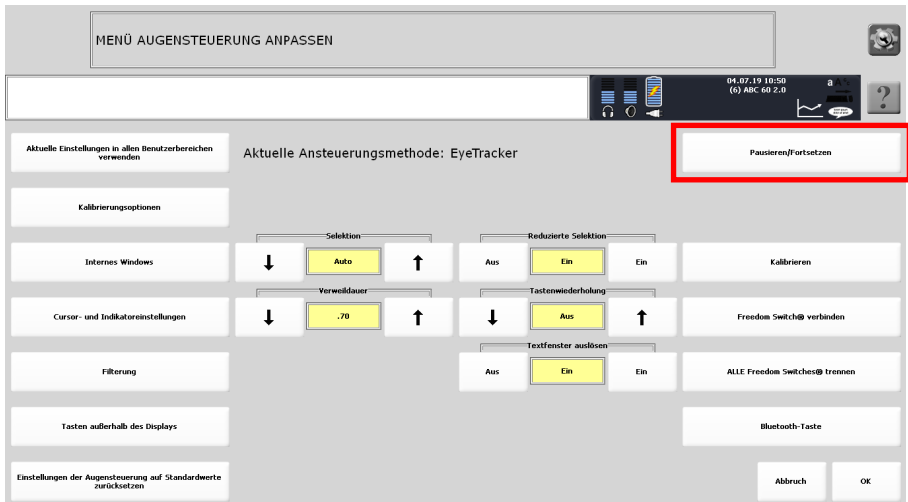 MENÜ AUGENSTEUERUNG ANPASSEN
04.07.19 10:50
(6) ABC 60 2.0
?
Aktuelle Einstellungen in allen Benutzerbereichen
verwenden
Aktuelle Ansteuerungsmethode: EyeTracker
Pausieren/Fortsetzen
Kalibrierungsoptionen
Selektion
Reduzierte Selektion
Internes Windows
↓ Auto ↑
Aus Ein Ein
Kalibrieren
Verweildauer
Tastenwiederholung
Cursor- und Indikatoreinstellungen
↓ .70 ↑
↓ Aus ↑
Freedom Switch® verbinden
Textfenster auslösen
Filterung
Aus Ein Ein
ALLE Freedom Switches® trennen
Tasten außerhalb des Displays
Bluetooth-Taste
Einstellungen der Augensteuerung auf Standardwerte
zurücksetzen
Abbruch
OK